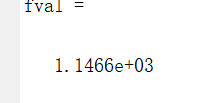 fval =
1.1466e+03